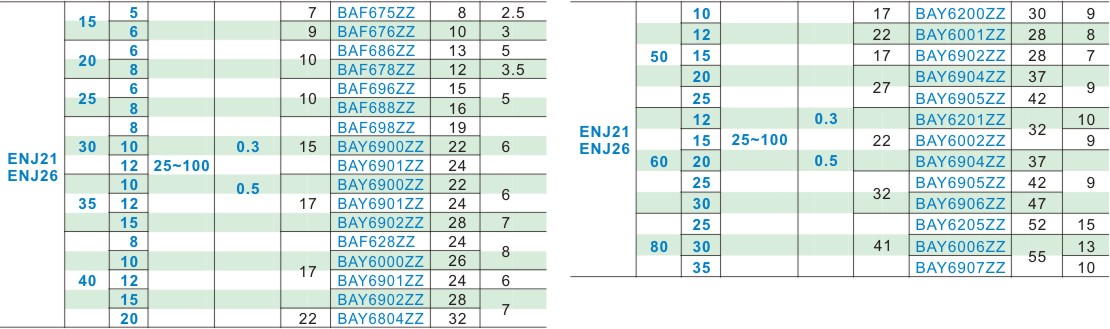 5 7 BAF675ZZ 8 2.5
15
6 9 BAF676ZZ 10 3
6 BAF686ZZ 13 5
20 10
8 BAF678ZZ 12 3.5
6 BAF696ZZ 15
25 10 5
8 BAF688ZZ 16
8 BAF698ZZ 19
30 10 0.3 15 BAY6900ZZ 22 6
ENJ21
12 25~100 BAY6901ZZ 24
ENJ26
10 0.5 BAY6900ZZ 22
6
35 12 17 BAY6901ZZ 24
15 BAY6902ZZ 28 7
8 BAF628ZZ 24
8
10 BAY6000ZZ 26
17
40 12 BAY6901ZZ 24 6
15 BAY6902ZZ 28
7
20 22 BAY6804ZZ 32
10 17 BAY6200ZZ 30 9
12 22 BAY6001ZZ 28 8
50 15 17 BAY6902ZZ 28 7
20 BAY6904ZZ 37
27 9
25 BAY6905ZZ 42
12 0.3 BAY6201ZZ 10
ENJ21 32
15 25~100 22 BAY6002ZZ 9
ENJ26
60 20 0.5 BAY6904ZZ 37
25 BAY6905ZZ 42 9
32
30 BAY6906ZZ 47
25 BAY6205ZZ 52 15
80 30 41 BAY6006ZZ 13
55
35 BAY6907ZZ 10